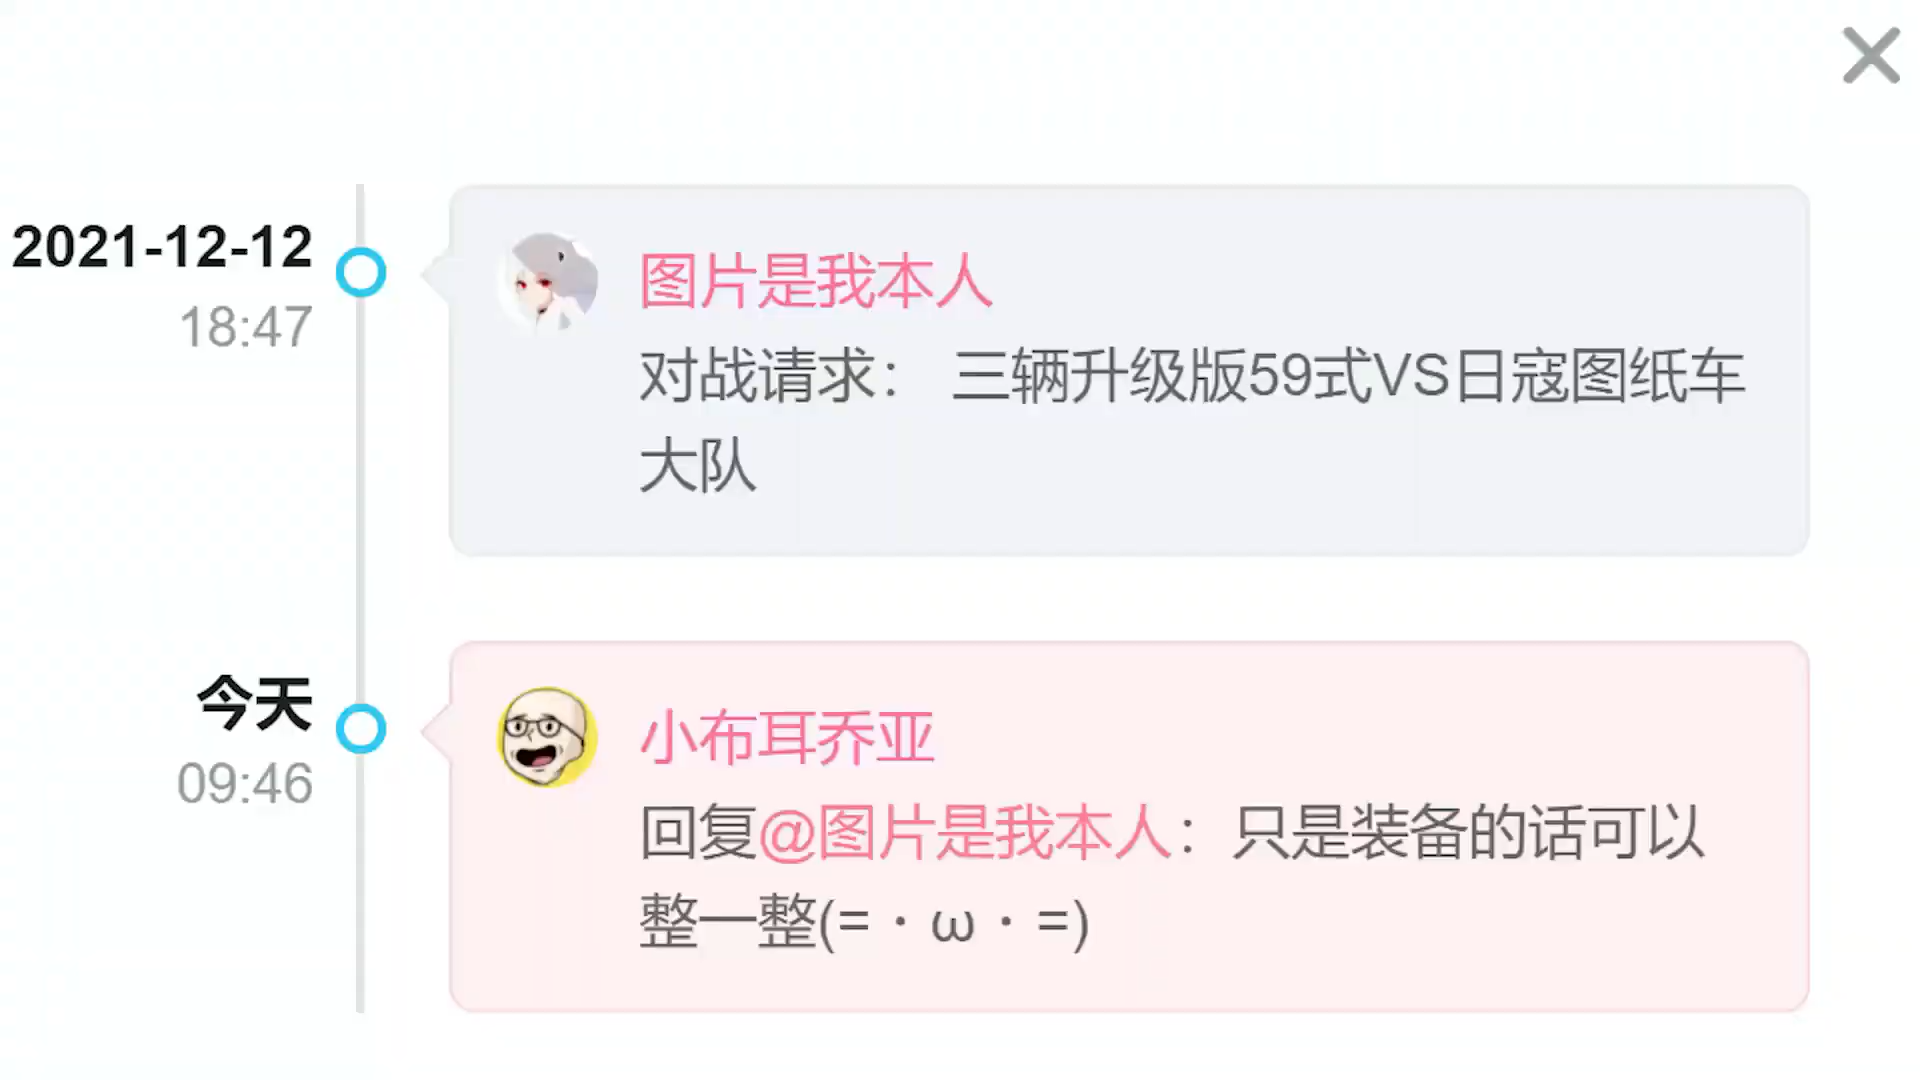 2021-12-12
18:47
图片是我本人
对战请求： 三辆升级版59式VS日寇图纸车
大队
今天
09:46
小布耳乔亚
回复@图片是我本人：只是装备的话可以
整一整(=・ω・=)